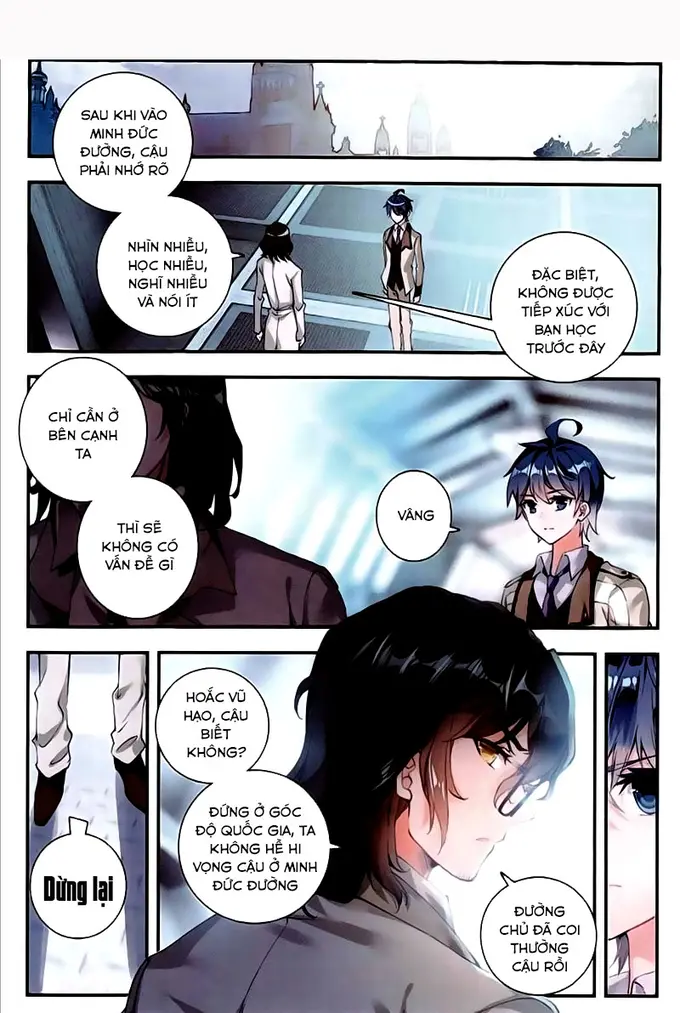 SAU KHI VÀO
MINH ĐỨC
ĐƯỜNG, CẬU
PHẢI NHỚ RÕ
NHÌN NHIỀU,
HỌC NHIỀU,
NGHĨ NHIỀU
VÀ NÓI ÍT
ĐẶC BIỆT,
KHÔNG ĐƯỢC
TIẾP XÚC VỚI
BẠN HỌC
TRƯỚC ĐÂY
CHỈ CẦN Ở
BÊN CẠNH
TA
THÌ SẼ
KHÔNG CÓ
VẤN ĐỀ GÌ
VÂNG
Dừng lại
HOẮC VŨ
HẠO, CẬU
BIẾT
KHÔNG?
ĐỨNG Ở GÓC
ĐỘ QUỐC GIA, TA
KHÔNG HỀ HI
VỌNG CẬU Ở MINH
ĐỨC ĐƯỜNG
ĐƯỜNG
CHỦ ĐÃ COI
THƯỜNG
CẬU RỒI